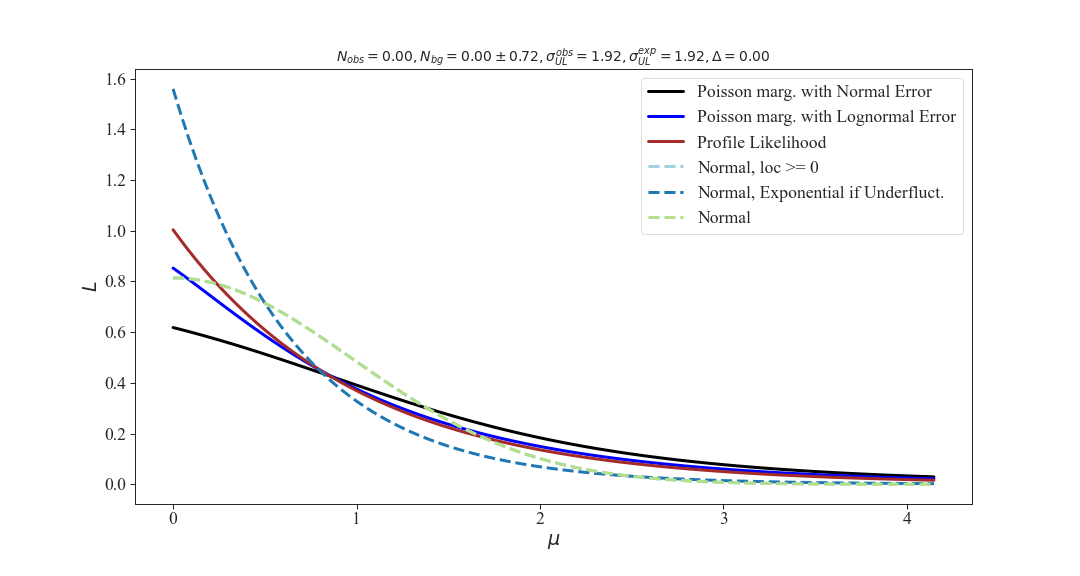 N_obs = 0.00, N_bg = 0.00 ± 0.72, σ_UL^obs = 1.92, σ_UL^exp = 1.92, Δ = 0.00
1.6
1.4
1.2
1.0
0.8
0.6
0.4
0.2
0.0
L
Poisson marg. with Normal Error
Poisson marg. with Lognormal Error
Profile Likelihood
Normal, loc >= 0
Normal, Exponential if Underfluct.
Normal
0 1 2 3 4
μ